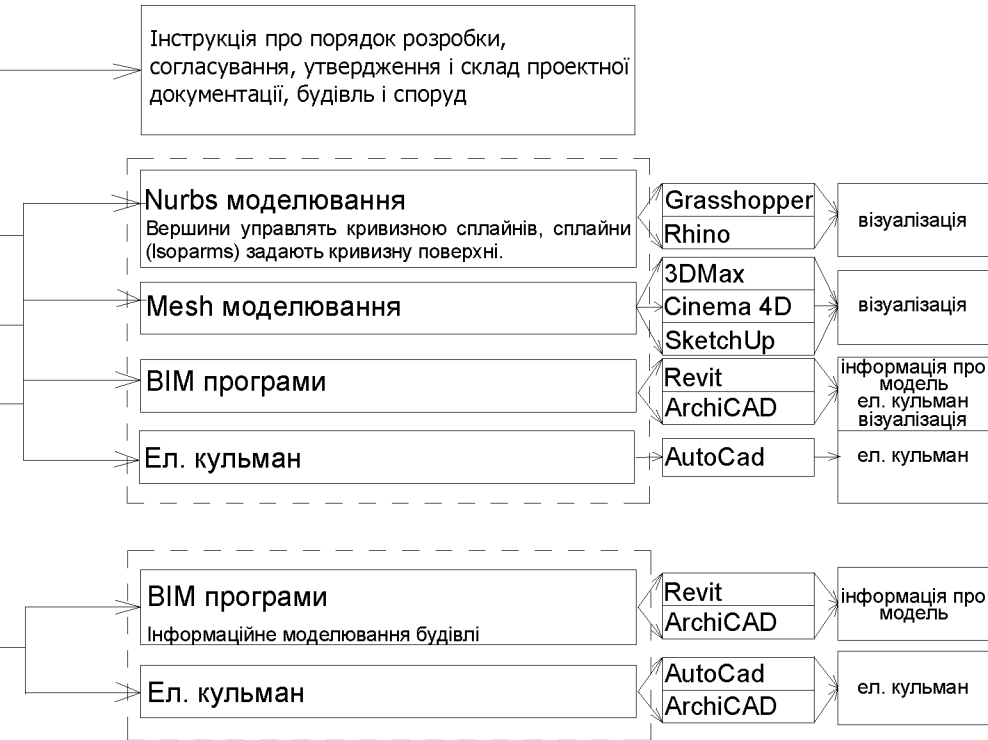 Інструкція про порядок розробки,
согласування, утвердження і склад проектної
документації, будівль і споруд
Nurbs моделювання
Вершини управлять кривизною сплайнів, сплайни
(Isoparms) задають кривизну поверхні.
Grasshopper
Rhino
візуалізація
Mesh моделювання
3DMax
Cinema 4D
SketchUp
візуалізація
BIM програми
Revit
ArchiCAD
інформація про
модель
ел. кульман
візуалізація
Ел. кульман
AutoCad
ел. кульман
BIM програми
Інформаційне моделювання будівлі
Revit
ArchiCAD
інформація про
модель
Ел. кульман
AutoCad
ArchiCAD
ел. кульман